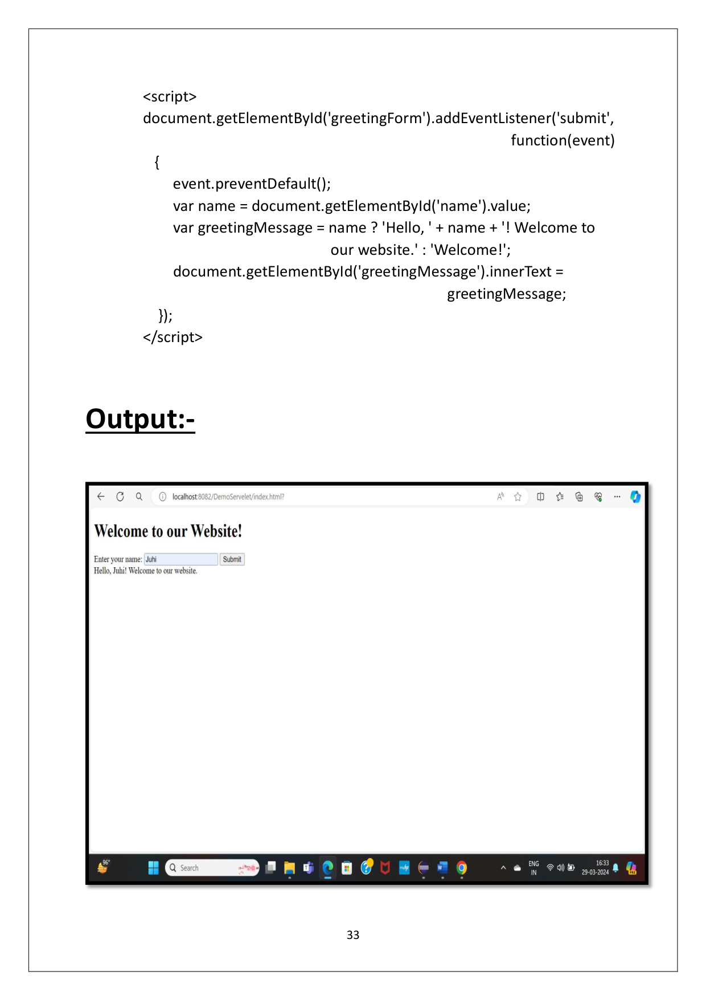 <script>
document.getElementById('greetingForm').addEventListener('submit',
function(event)
{
event.preventDefault();
var name = document.getElementById('name').value;
var greetingMessage = name ? 'Hello, ' + name + '! Welcome to
our website.' : 'Welcome!';
document.getElementById('greetingMessage').innerText =
greetingMessage;
});
</script>
Output:-
localhost:8082/DemoServelet/index.html?
Welcome to our Website!
Enter your name: Juhi Submit
Hello, Juhi! Welcome to our website.
96°
Search
ENG
IN
16:33
29-03-2024
33